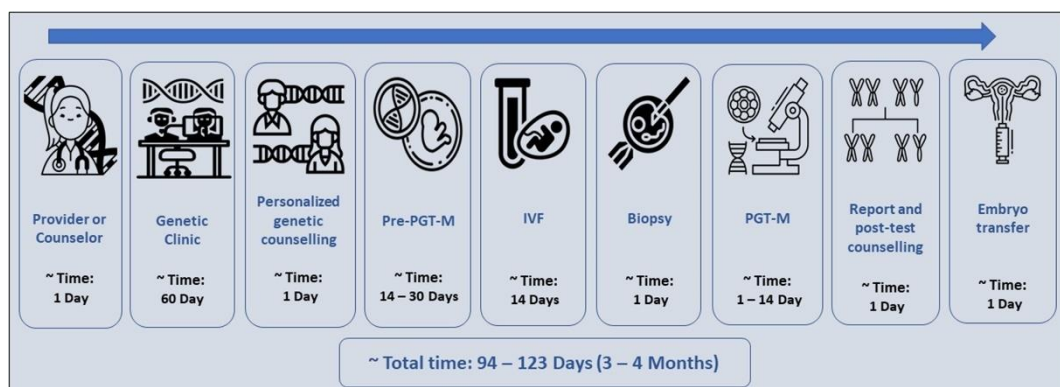 Provider or
Counselor
~ Time:
1 Day
Genetic
Clinic
~ Time:
60 Day
Personalized
genetic
counselling
~ Time:
1 Day
Pre-PGT-M
~ Time:
14 – 30 Days
IVF
~ Time:
14 Days
Biopsy
~ Time:
1 Day
PGT-M
~ Time:
1 – 14 Day
Report and
post-test
counselling
~ Time:
1 Day
Embryo
transfer
~ Time:
1 Day
~ Total time: 94 – 123 Days (3 – 4 Months)